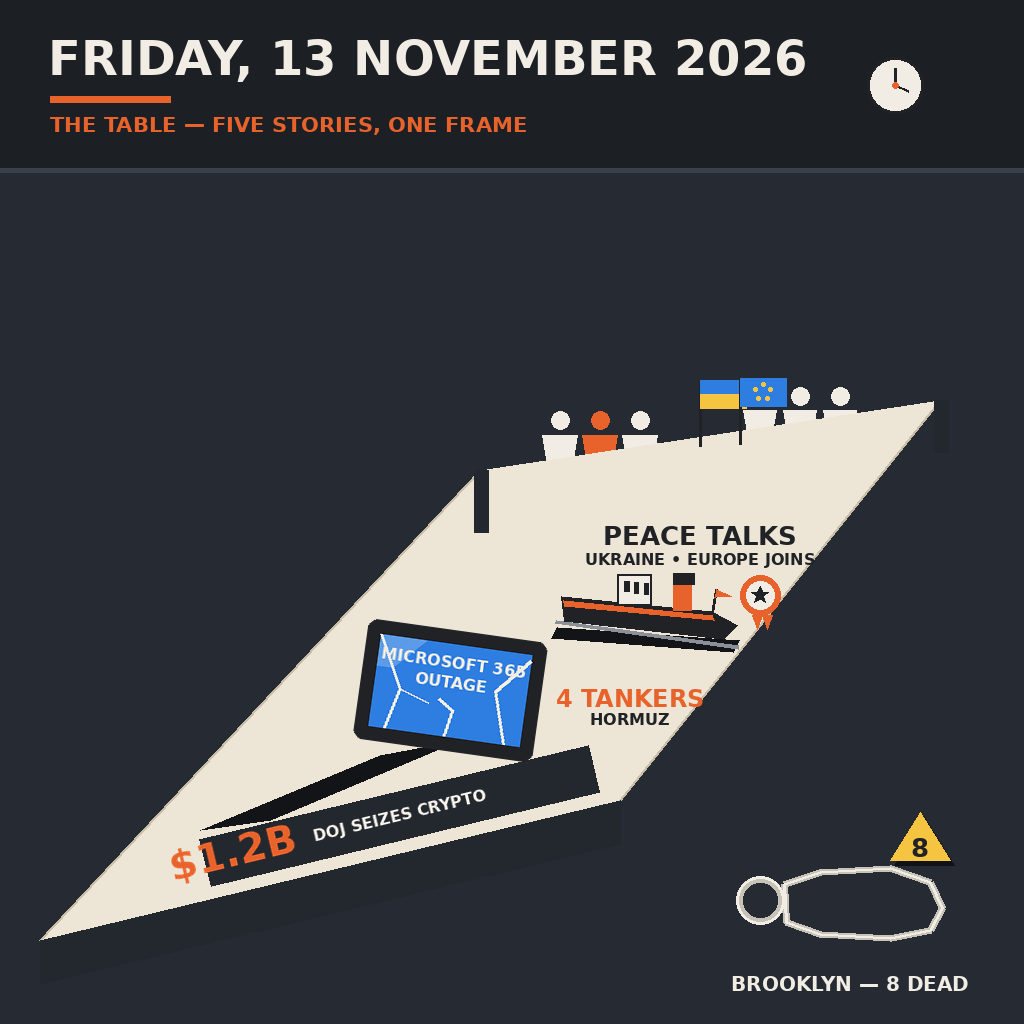 FRIDAY, 13 NOVEMBER 2026
THE TABLE — FIVE STORIES, ONE FRAME
PEACE TALKS
UKRAINE • EUROPE JOINS
MICROSOFT 365
OUTAGE
4 TANKERS
HORMUZ
$1.2B DOJ SEIZES CRYPTO
8
BROOKLYN — 8 DEAD